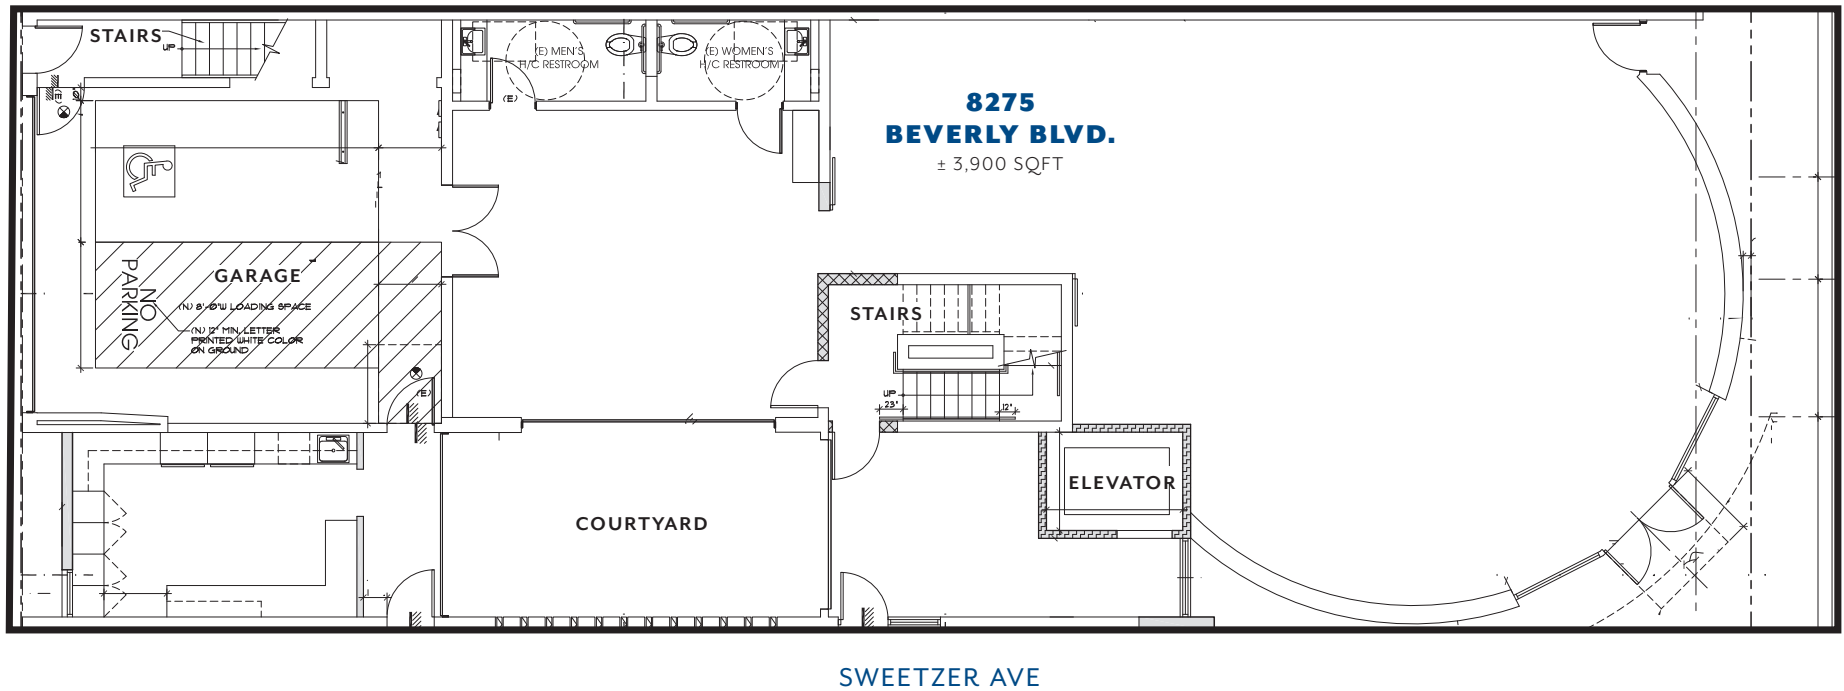 STAIRS
UP
(E)
(E) MEN'S
H/C RESTROOM
(E) WOMEN'S
H/C RESTROOM
(E)
8275
BEVERLY BLVD.
± 3,900 SQFT
GARAGE
(N) 8'-0"W LOADING SPACE
NO
PARKING
(N) 12" MIN. LETTER
PRINTED WHITE COLOR
ON GROUND
(E)
STAIRS
UP
23"
12"
ELEVATOR
COURTYARD
SWEETZER AVE